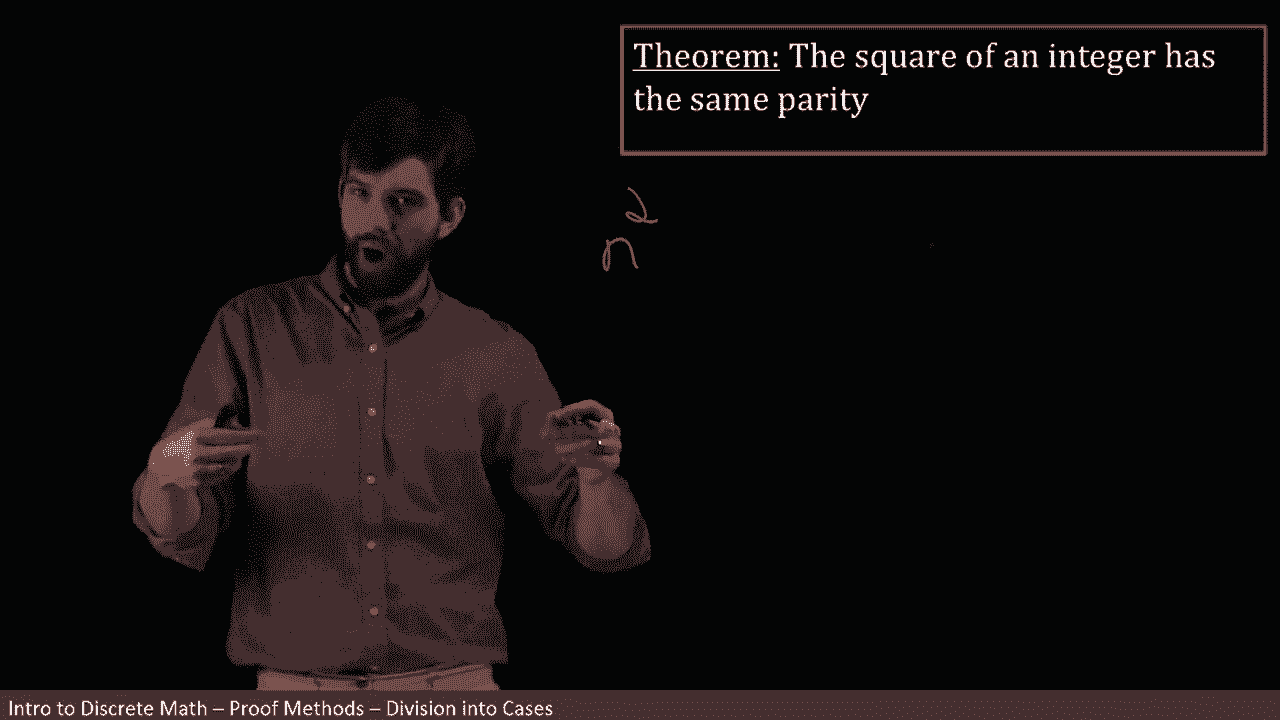 Theorem: The square of an integer has
the same parity
n²
Intro to Discrete Math – Proof Methods – Division into Cases